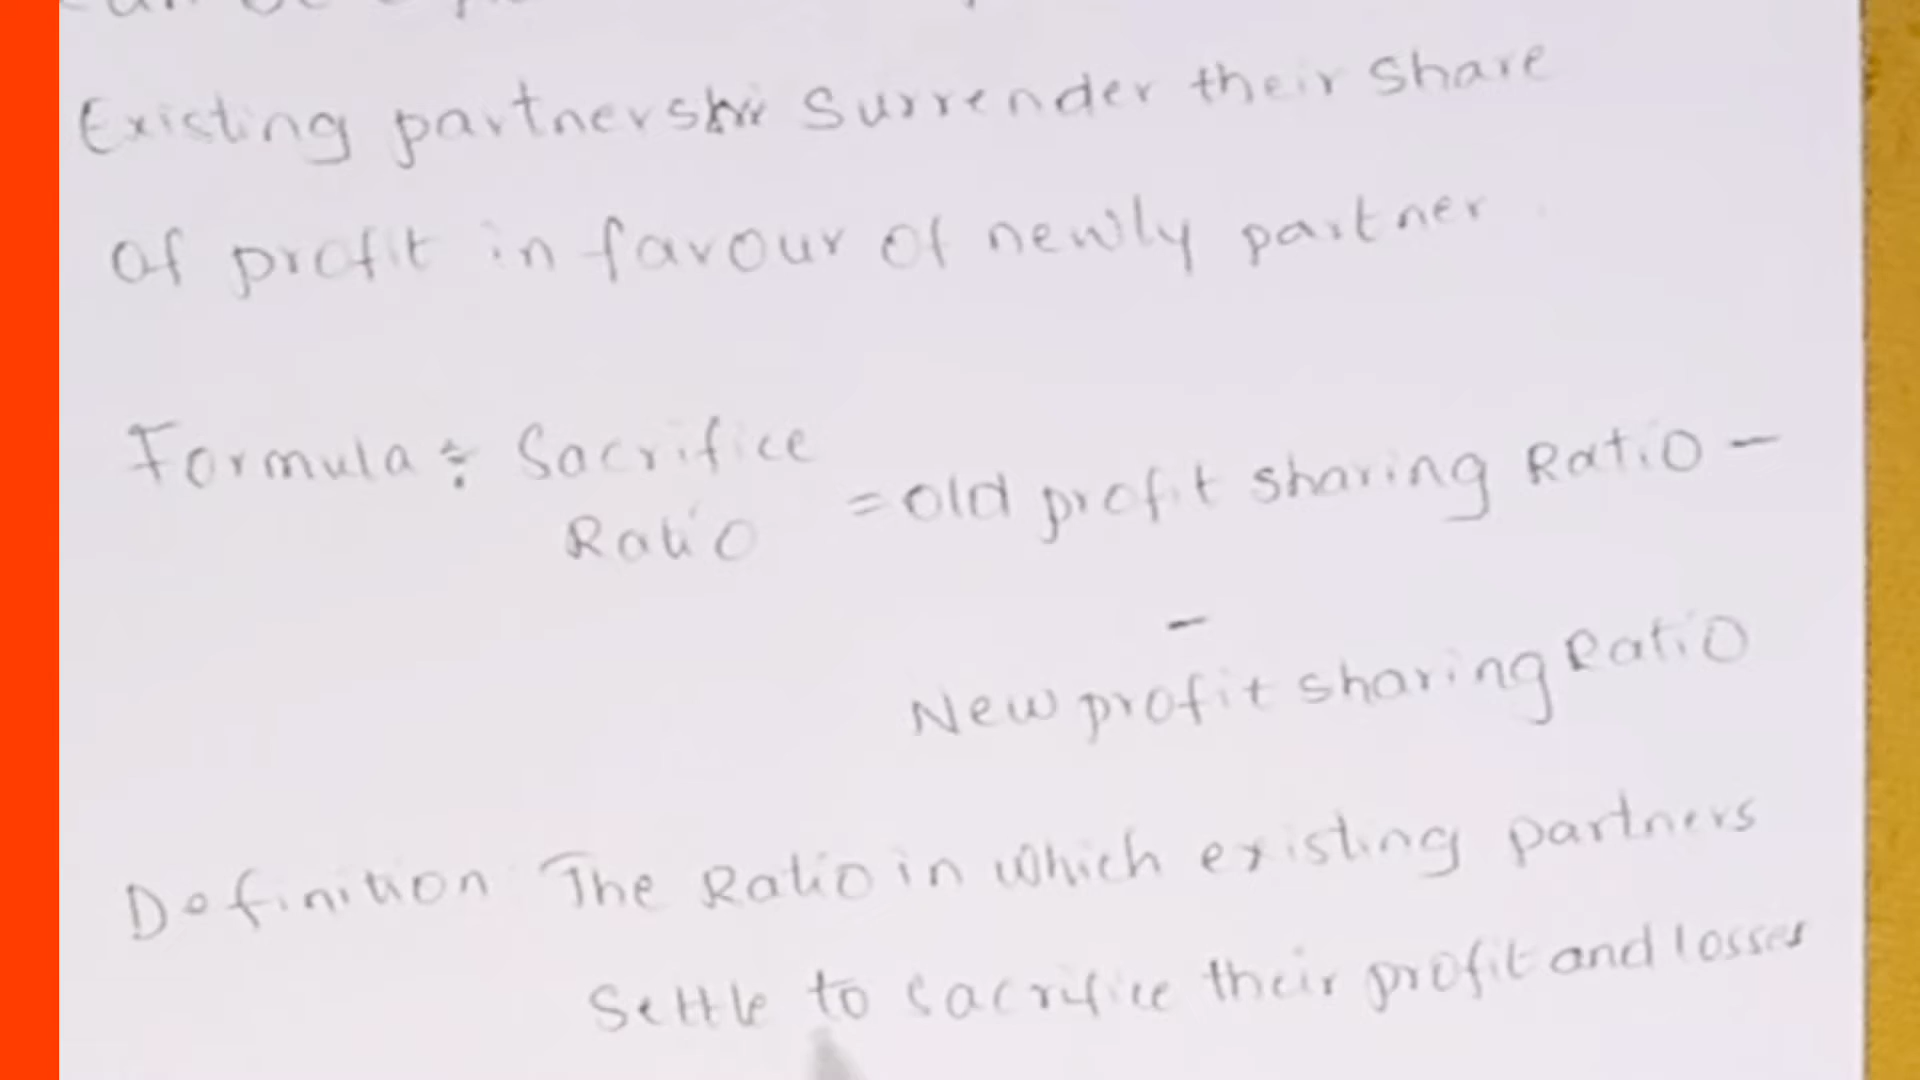 Existing partners surrender their share
of profit in favour of newly partner
Formula : Sacrifice
Ratio
= old profit sharing Ratio -
-
New profit sharing Ratio
Definition The Ratio in which existing partners
settle to sacrifice their profit and losses